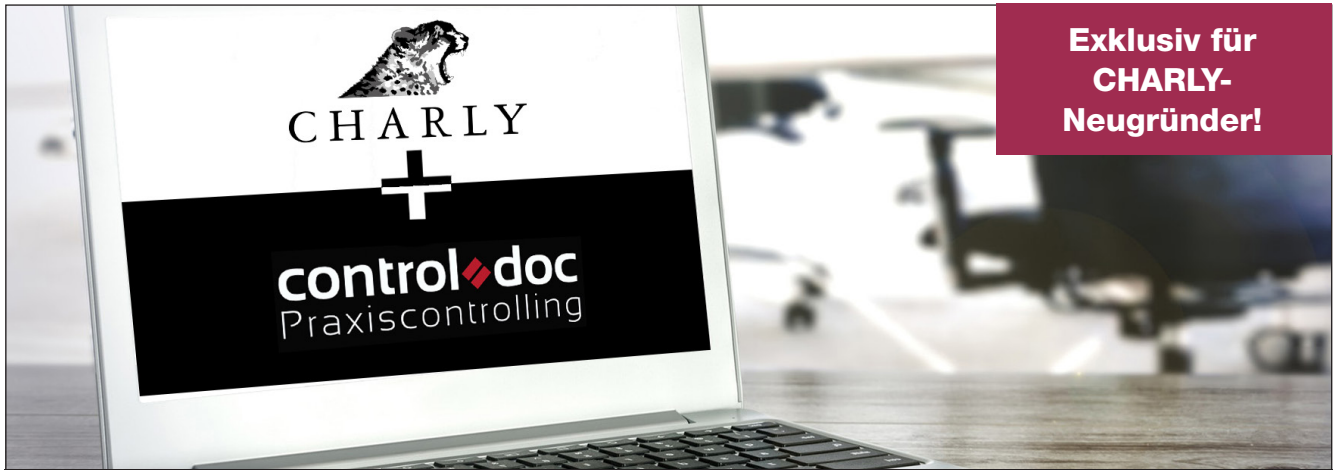 Exklusiv für
CHARLY-
Neugründer!
CHARLY
control doc
Praxiscontrolling